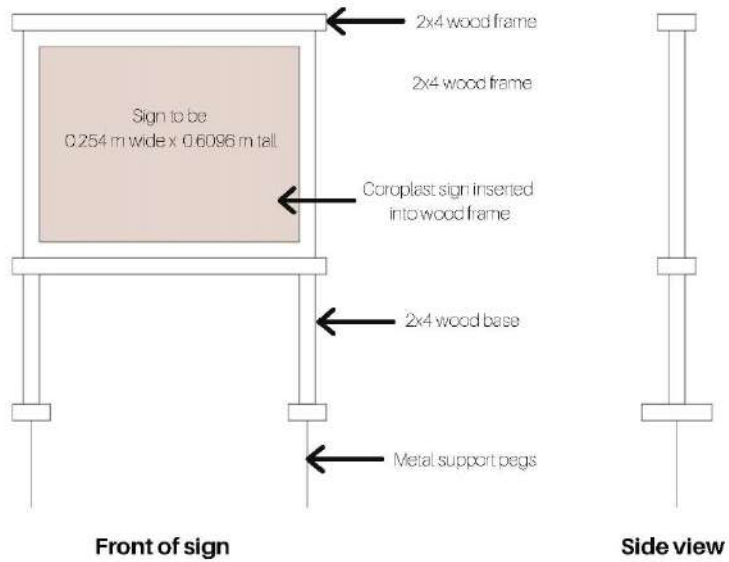 2x4 wood frame
2x4 wood frame
Sign to be
0.254 m wide x 0.6096 m tall
Coroplast sign inserted
into wood frame
2x4 wood base
Metal support pegs
Front of sign
Side view